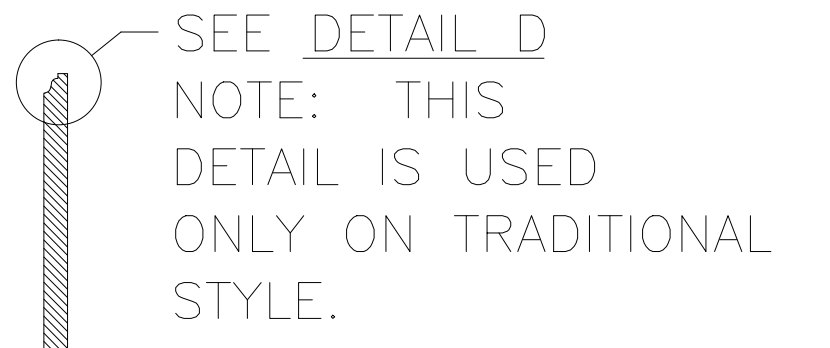 SEE DETAIL D
NOTE: THIS
DETAIL IS USED
ONLY ON TRADITIONAL
STYLE.